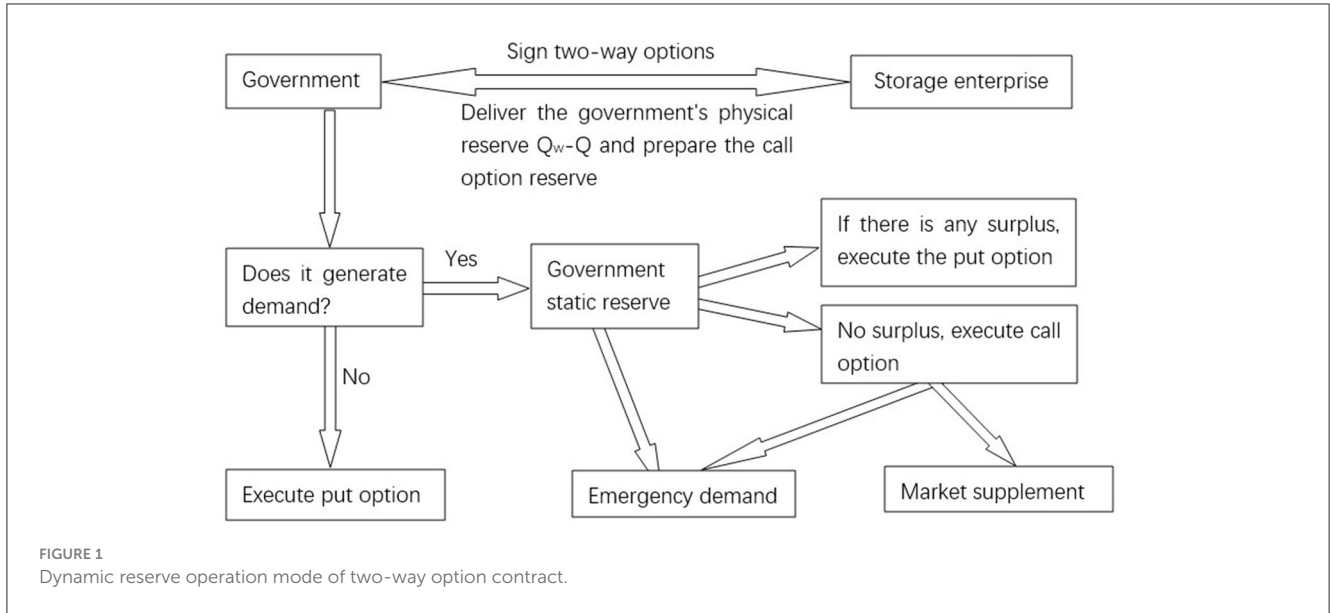 Sign two-way options
Government
Storage enterprise
Deliver the government's physical
reserve Qw-Q and prepare the call
option reserve
If there is any surplus,
execute the put option
Does it generate
demand?
Yes
Government
static reserve
No surplus, execute call
option
No
Execute put option
Emergency demand
Market supplement
FIGURE 1
Dynamic reserve operation mode of two-way option contract.